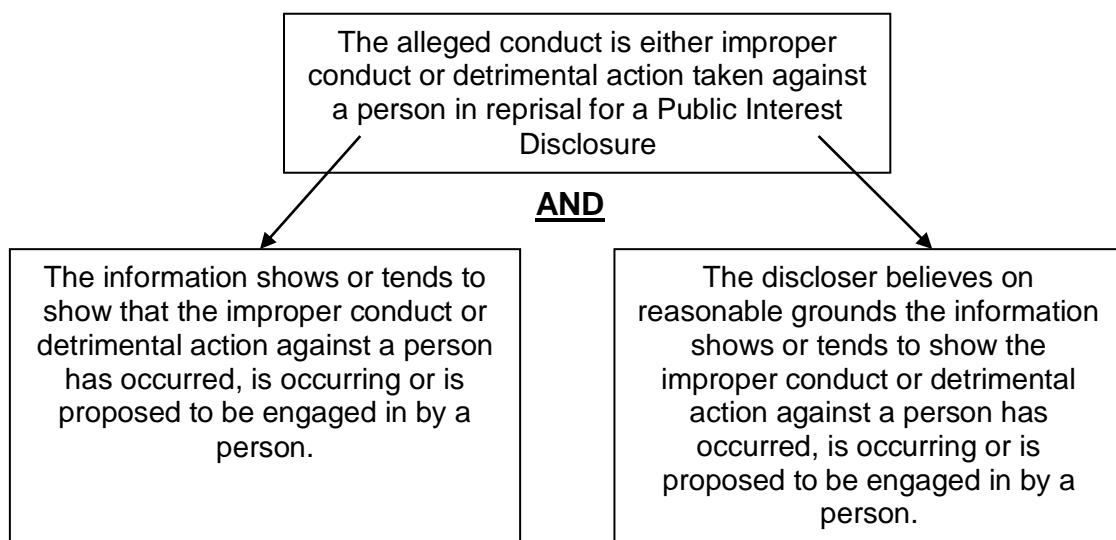 The alleged conduct is either improper
conduct or detrimental action taken against
a person in reprisal for a Public Interest
Disclosure
AND
The information shows or tends to
show that the improper conduct or
detrimental action against a person
has occurred, is occurring or is
proposed to be engaged in by a
person.
The discloser believes on
reasonable grounds the information
shows or tends to show the
improper conduct or detrimental
action against a person has
occurred, is occurring or is
proposed to be engaged in by a
person.